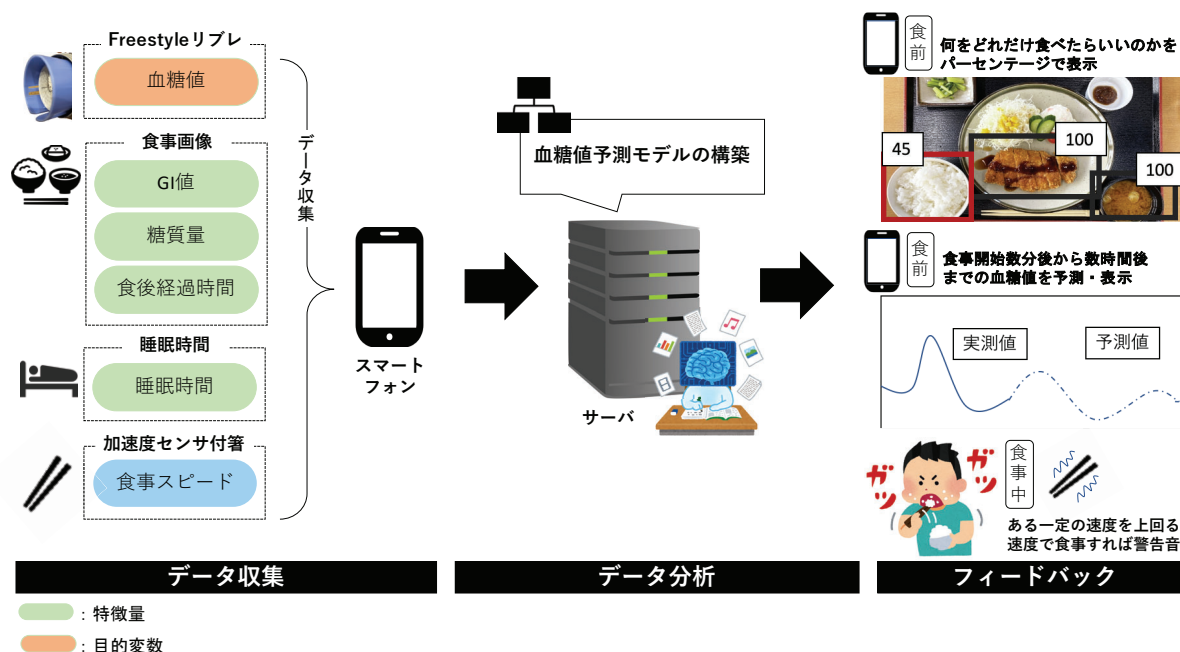 Freestyleリブレ
血糖値
食事画像
GI値
糖質量
食後経過時間
睡眠時間
睡眠時間
加速度センサ付箸
食事スピード
データ収集
スマート
フォン
血糖値予測モデルの構築
サーバ
食前
何をどれだけ食べたらいいのかを
パーセンテージで表示
45
100
100
食前
食事開始数分後から数時間後
までの血糖値を予測・表示
実測値
予測値
ガツ
ガツ
食事中
ある一定の速度を上回る
速度で食事すれば警告音
データ収集
データ分析
フィードバック
：特徴量
：目的変数